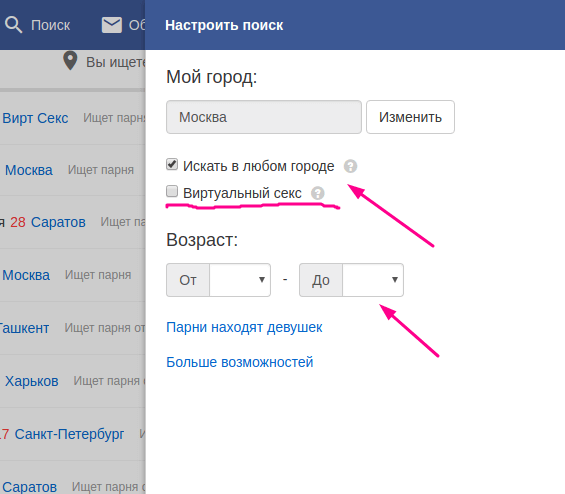 Поиск
Настроить поиск
Вы ищете
Мой город:
Москва Изменить
Искать в любом городе ?
Виртуальный секс ?
Возраст:
От - До
Парни находят девушек
Больше возможностей
Вирт Секс Ищет парня
Москва Ищет парня
28 Саратов Ищет па
Москва Ищет парня
Ташкент Ищет парня от
Харьков Ищет парня с
17 Санкт-Петербург Ищет
Саратов Ищет парня о